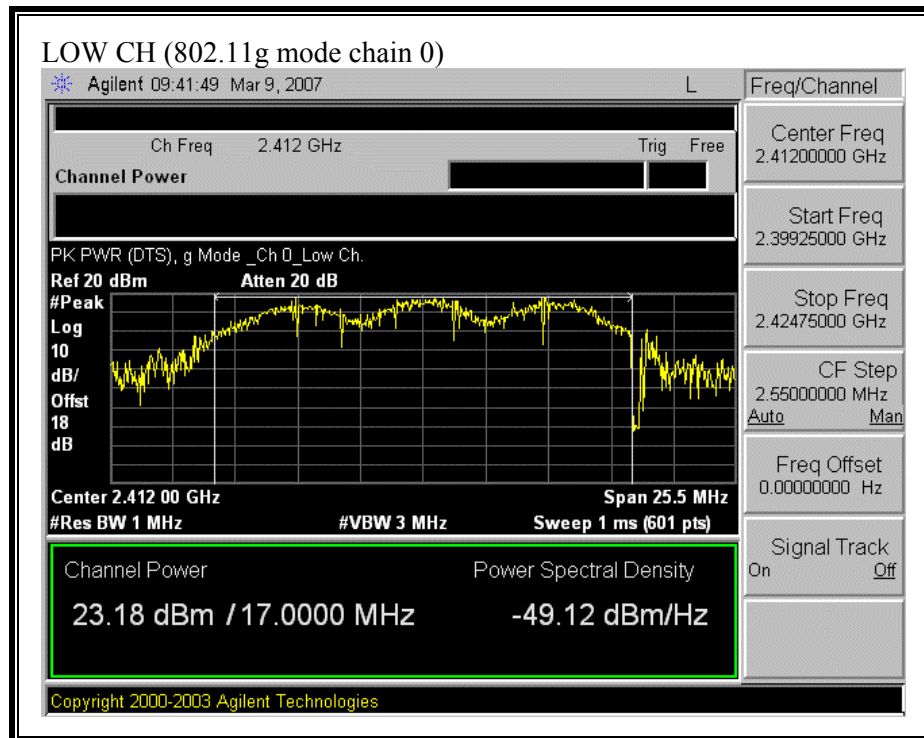 LOW CH (802.11g mode chain 0)
Agilent 09:41:49 Mar 9, 2007 L Freq/Channel
Ch Freq 2.412 GHz Trig Free
Channel Power
PK PWR (DTS), g Mode _Ch 0_Low Ch.
Ref 20 dBm Atten 20 dB
#Peak
Log
10
dB/
Offst
18
dB
Center 2.412 00 GHz Span 25.5 MHz
#Res BW 1 MHz #VBW 3 MHz Sweep 1 ms (601 pts)
Channel Power Power Spectral Density
23.18 dBm / 17.0000 MHz -49.12 dBm/Hz
Center Freq
2.41200000 GHz
Start Freq
2.39925000 GHz
Stop Freq
2.42475000 GHz
CF Step
2.55000000 MHz
Auto Man
Freq Offset
0.00000000 Hz
Signal Track
On Off
Copyright 2000-2003 Agilent Technologies